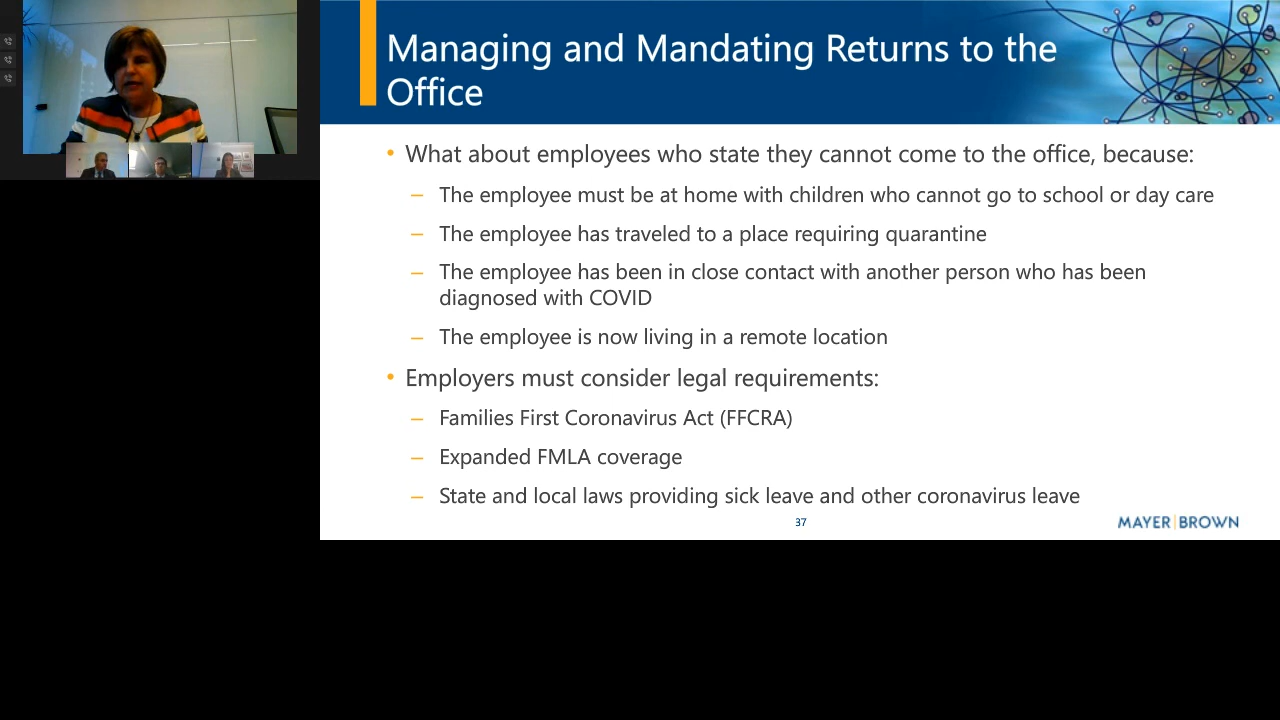 Managing and Mandating Returns to the
Office
• What about employees who state they cannot come to the office, because:
– The employee must be at home with children who cannot go to school or day care
– The employee has traveled to a place requiring quarantine
– The employee has been in close contact with another person who has been
diagnosed with COVID
– The employee is now living in a remote location
• Employers must consider legal requirements:
– Families First Coronavirus Act (FFCRA)
– Expanded FMLA coverage
– State and local laws providing sick leave and other coronavirus leave
37
MAYER|BROWN